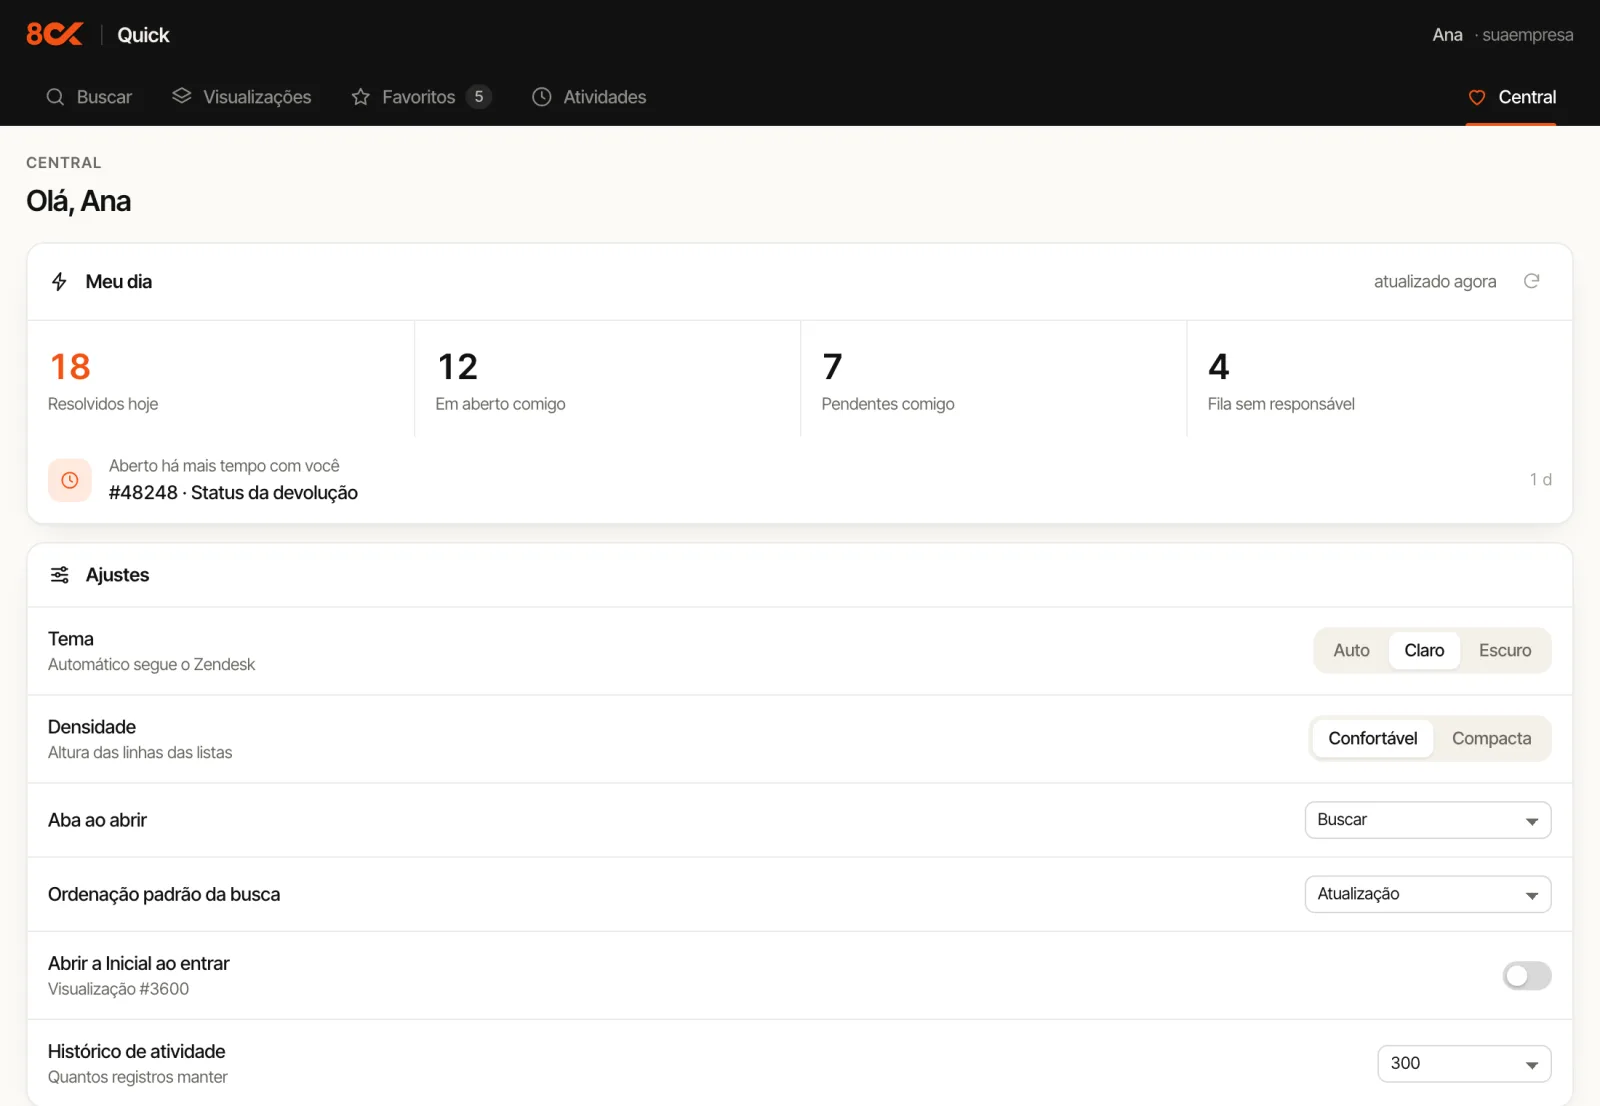 Quick
Ana · suaempresa
Buscar
Visualizações
Favoritos 5
Atividades
Central
CENTRAL
Olá, Ana
Meu dia
atualizado agora
18
Resolvidos hoje
12
Em aberto comigo
7
Pendentes comigo
4
Fila sem responsável
Aberto há mais tempo com você
#48248 · Status da devolução
1 d
Ajustes
Tema
Automático segue o Zendesk
Auto
Claro
Escuro
Densidade
Altura das linhas das listas
Confortável
Compacta
Aba ao abrir
Buscar
Ordenação padrão da busca
Atualização
Abrir a Inicial ao entrar
Visualização #3600
Histórico de atividade
Quantos registros manter
300